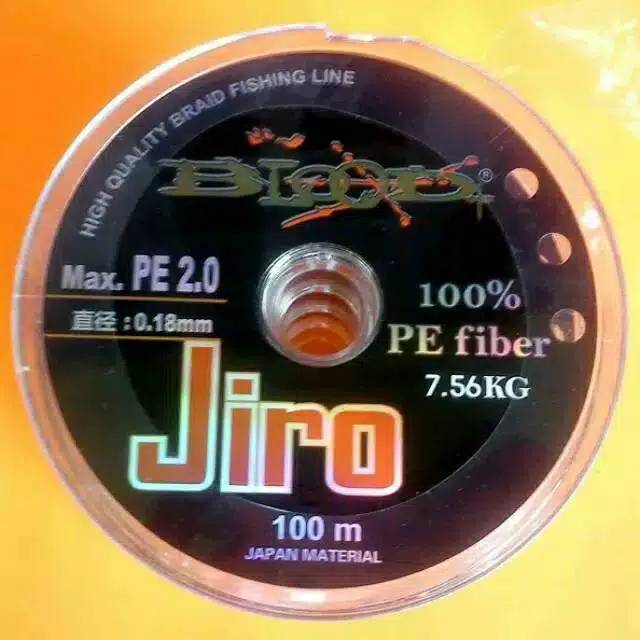 HIGH QUALITY BRAID FISHING LINE
BLOOD®
Max. PE 2.0
直径:0.18mm
100%
PE fiber
7.56KG
Jiro
100 m
JAPAN MATERIAL